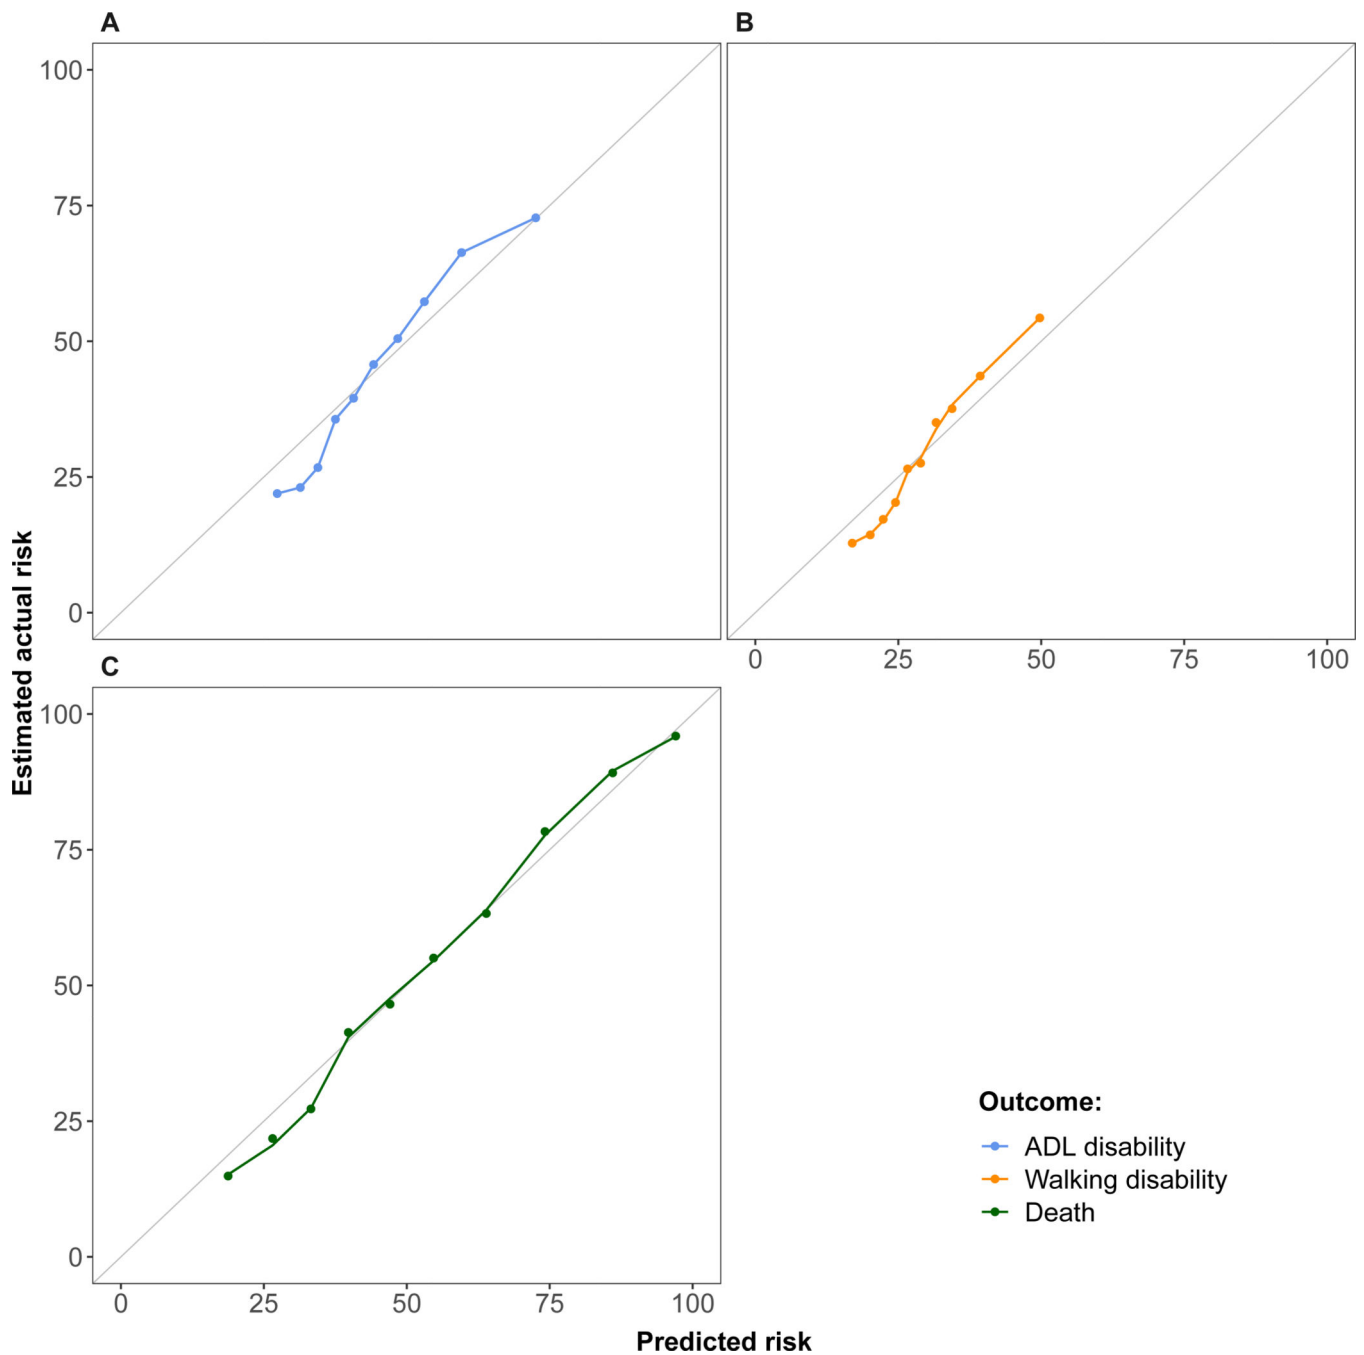 A
B
100
75
50
25
0
0 25 50 75 100
C
Estimated actual risk
100
75
50
25
0
0 25 50 75 100
Predicted risk
Outcome:
ADL disability
Walking disability
Death